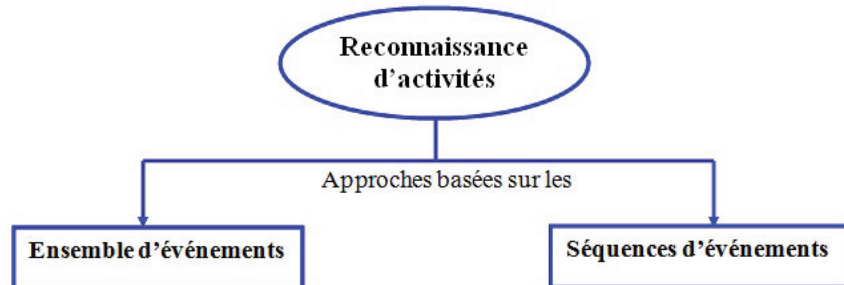 Reconnaissance
d’activités
Approches basées sur les
Ensemble d’événements
Séquences d’événements